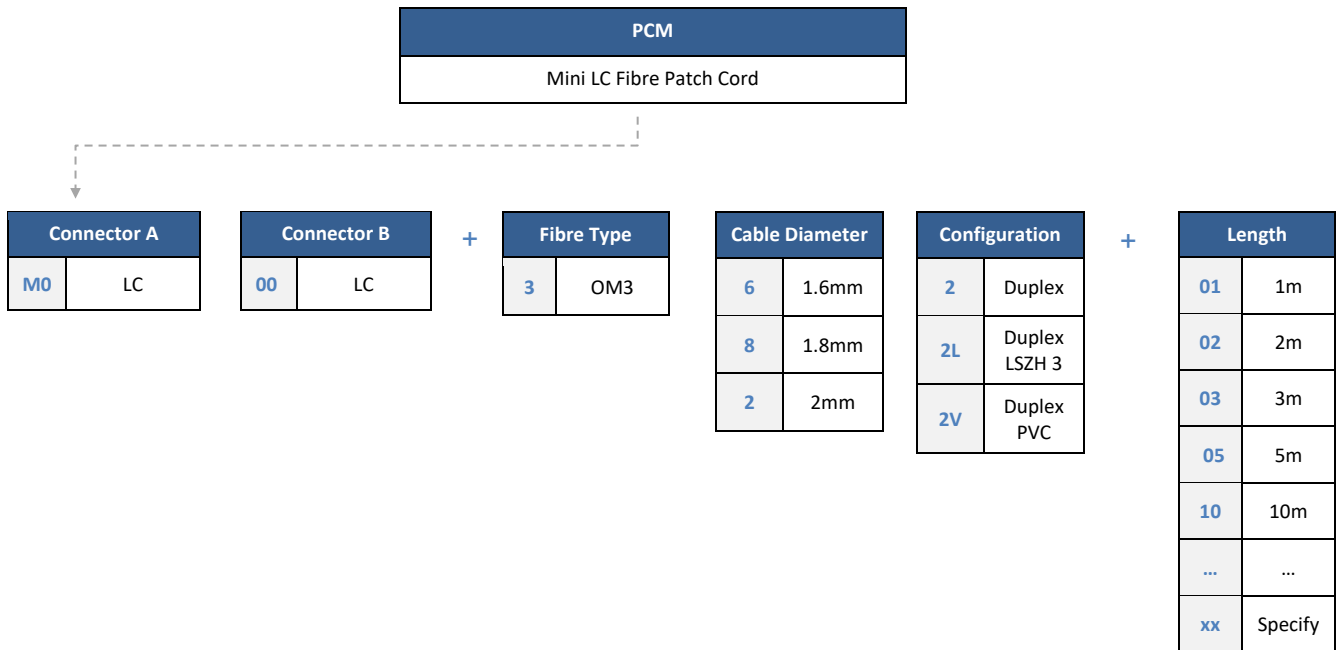 PCM
Mini LC Fibre Patch Cord
Connector A
M0 LC
Connector B
00 LC
+
Fibre Type
3 OM3
Cable Diameter
6 1.6mm
8 1.8mm
2 2mm
Configuration
2 Duplex
2L Duplex
LSZH 3
2V Duplex
PVC
+
Length
01 1m
02 2m
03 3m
05 5m
10 10m
... ...
xx Specify